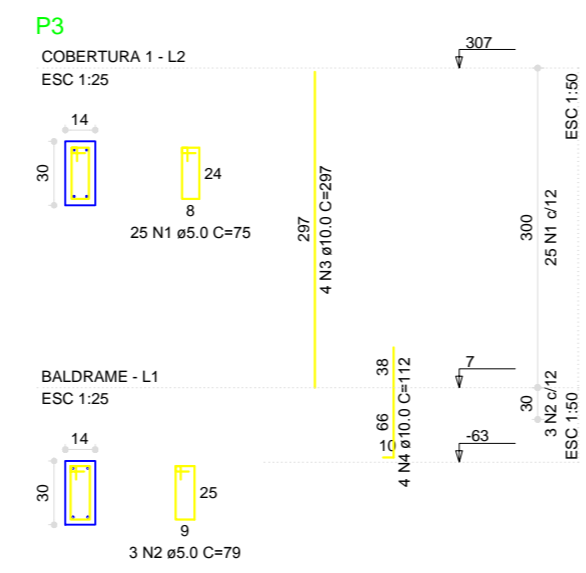 P3
COBERTURA 1 - L2
ESC 1:25
307
ESC 1:50
14
30
24
8
25 N1 ø5.0 C=75
297
4 N3 ø10.0 C=297
300
25 N1 c/12
BALDRAME - L1
ESC 1:25
7
38
66
10
4 N4 ø10.0 C=112
30
3 N2 c/12
ESC 1:50
-63
14
30
25
9
3 N2 ø5.0 C=79